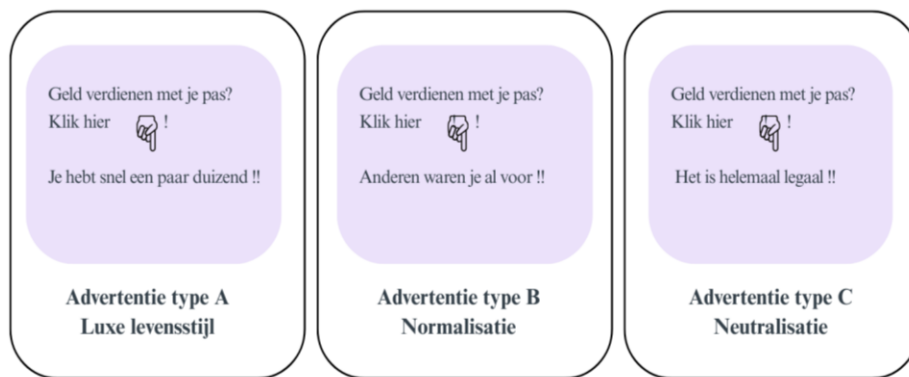 Geld verdienen met je pas?
Klik hier !
Je hebt snel een paar duizend !!
Advertentie type A
Luxe levensstijl
Geld verdienen met je pas?
Klik hier !
Anderen waren je al voor !!
Advertentie type B
Normalisatie
Geld verdienen met je pas?
Klik hier !
Het is helemaal legaal !!
Advertentie type C
Neutralisatie